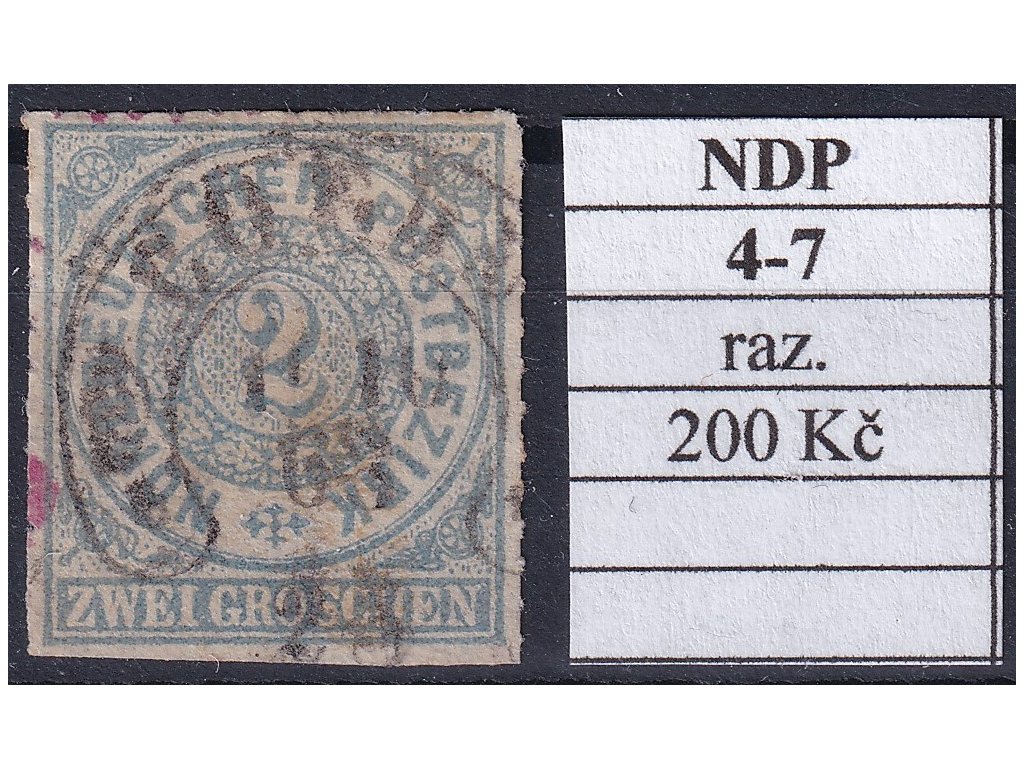 NORDDEUTSCHER POSTBEZIRK
2
ZWEI GROSCHEN
NDP
4-7
raz.
200 Kč